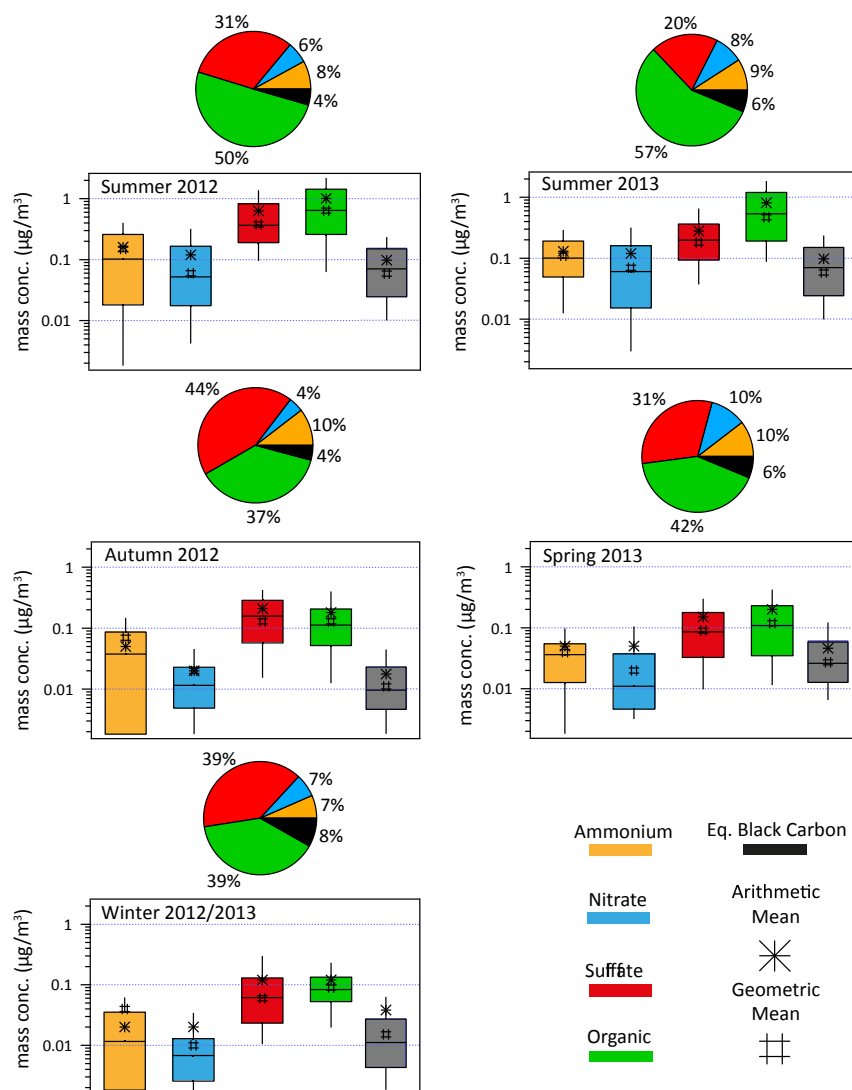 31%
6%
8%
4%
50%
20%
8%
9%
6%
57%
Summer 2012
mass conc. (µg/m³)
1
0.1
0.01
Summer 2013
mass conc. (µg/m³)
1
0.1
0.01
44%
4%
10%
4%
37%
31%
10%
10%
6%
42%
Autumn 2012
mass conc. (µg/m³)
1
0.1
0.01
Spring 2013
mass conc. (µg/m³)
1
0.1
0.01
39%
7%
7%
8%
39%
Winter 2012/2013
mass conc. (µg/m³)
1
0.1
0.01
Ammonium
Eq. Black Carbon
Nitrate
Arithmetic
Mean
Sulfate
Geometric
Mean
Organic